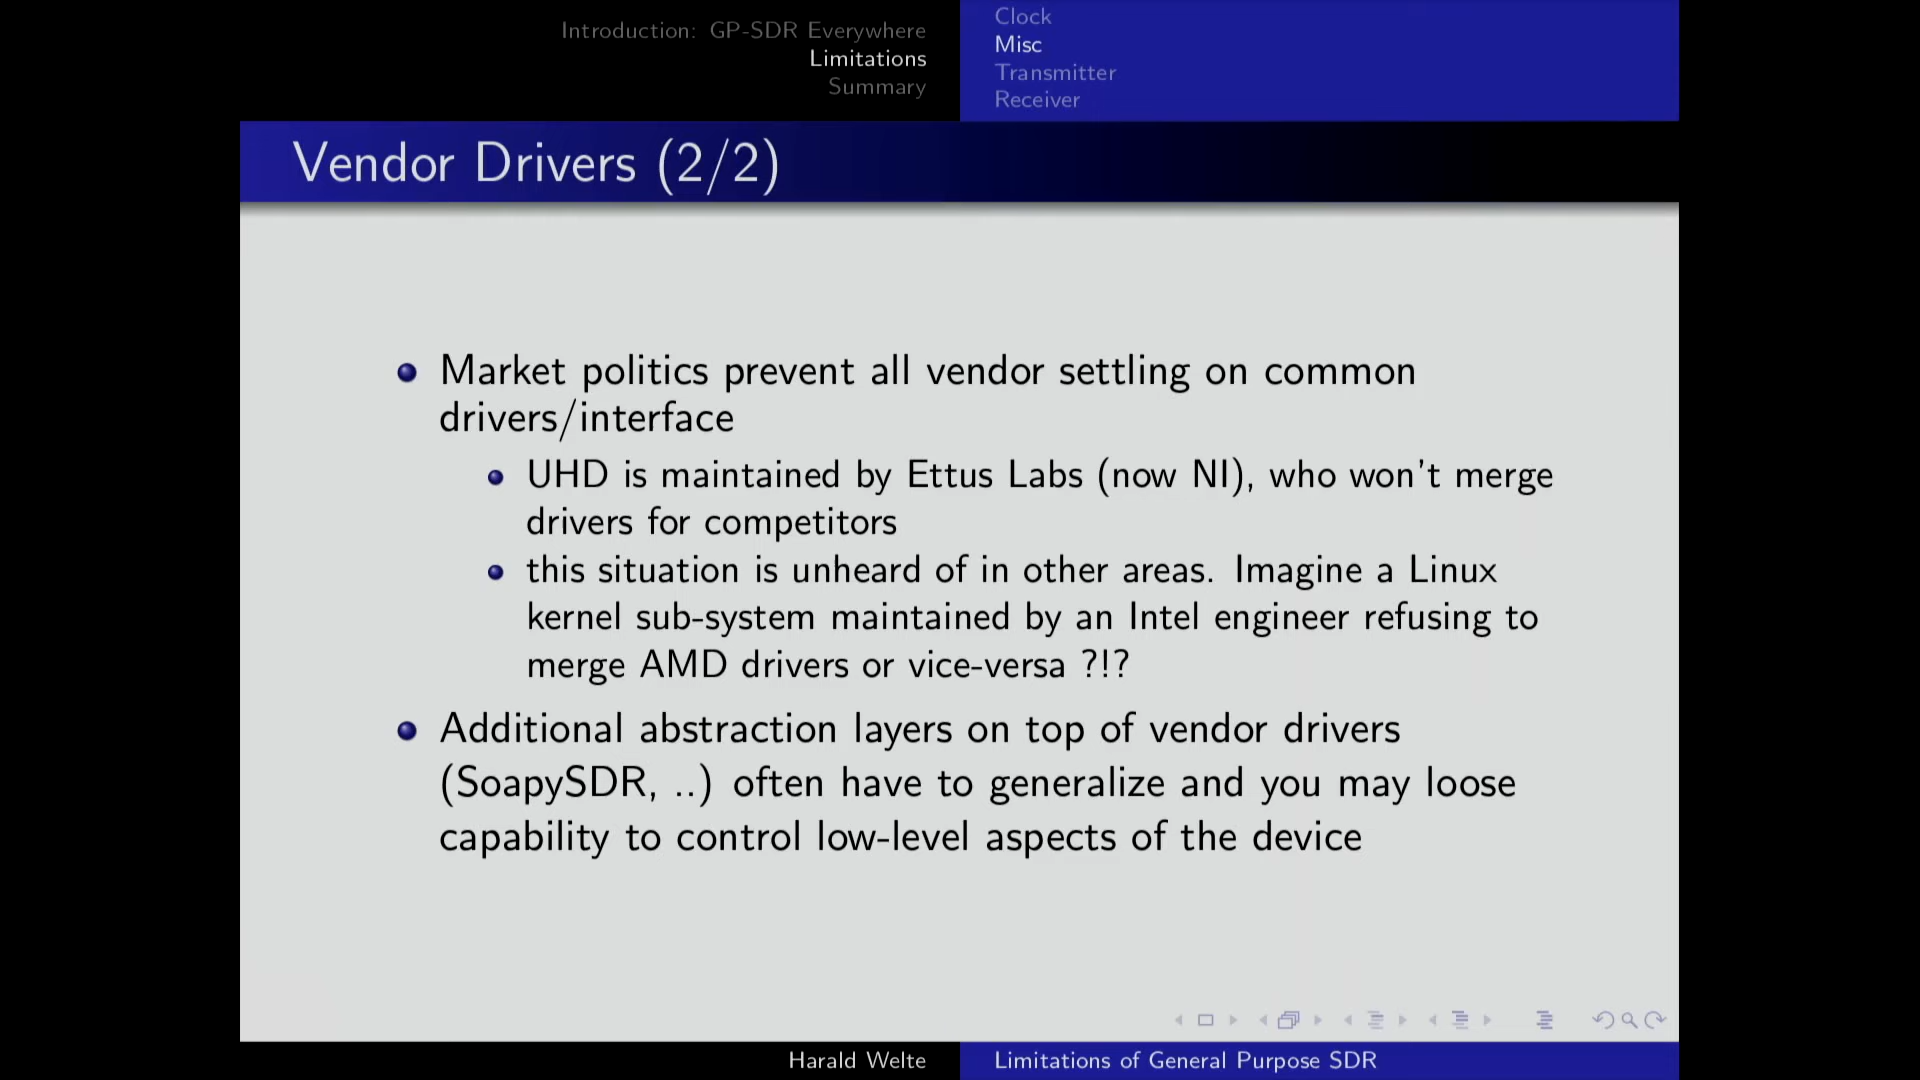 Introduction: GP-SDR Everywhere
Limitations
Summary
Clock
Misc
Transmitter
Receiver
Vendor Drivers (2/2)
Market politics prevent all vendor settling on common
drivers/interface
UHD is maintained by Ettus Labs (now NI), who won't merge
drivers for competitors
this situation is unheard of in other areas. Imagine a Linux
kernel sub-system maintained by an Intel engineer refusing to
merge AMD drivers or vice-versa ?!?
Additional abstraction layers on top of vendor drivers
(SoapySDR, ..) often have to generalize and you may loose
capability to control low-level aspects of the device
Harald Welte
Limitations of General Purpose SDR